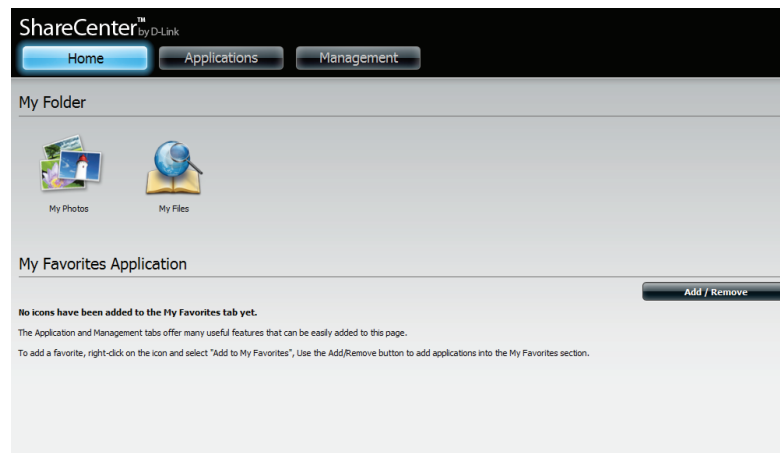 ShareCenter™ by D-Link
Home Applications Management
My Folder
My Photos My Files
My Favorites Application
Add / Remove
No icons have been added to the My Favorites tab yet.
The Application and Management tabs offer many useful features that can be easily added to this page.
To add a favorite, right-click on the icon and select "Add to My Favorites", Use the Add/Remove button to add applications into the My Favorites section.